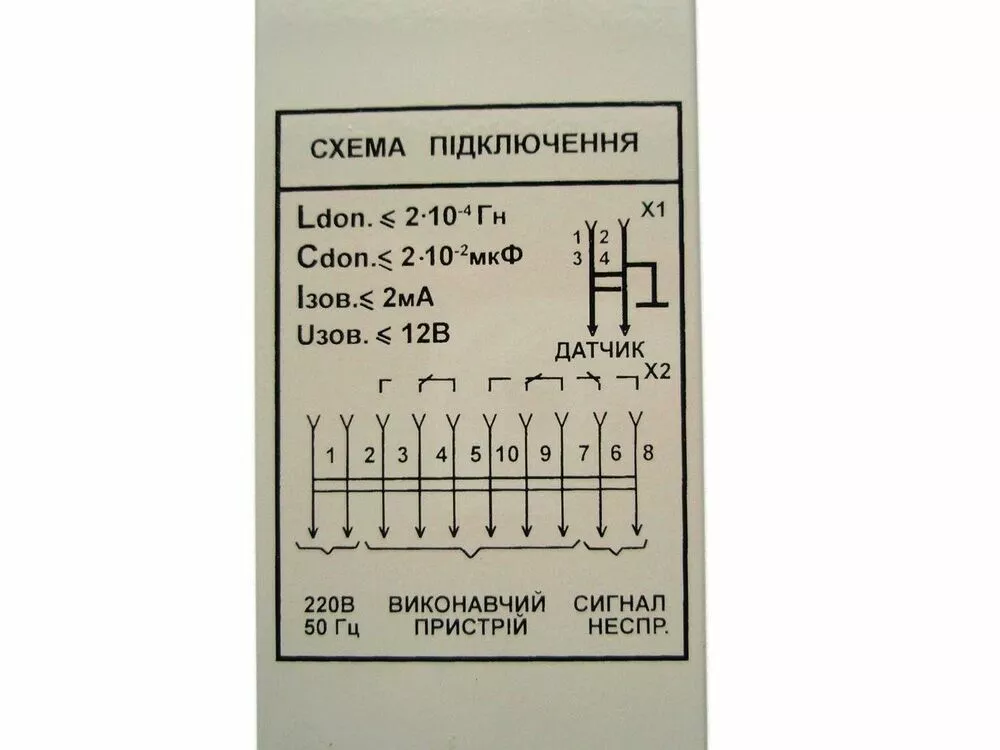 СХЕМА ПІДКЛЮЧЕННЯ
Ldоп. ⩽ 2·10⁻⁴ Гн
Cdоп. ⩽ 2·10⁻² мкФ
Iзов. ⩽ 2мА
Uзов. ⩽ 12В
X1
1 2
3 4
ДАТЧИК
X2
1 2 3 4 5 10 9 7 6 8
220В ВИКОНАВЧИЙ СИГНАЛ
50 Гц ПРИСТРІЙ НЕСПР.